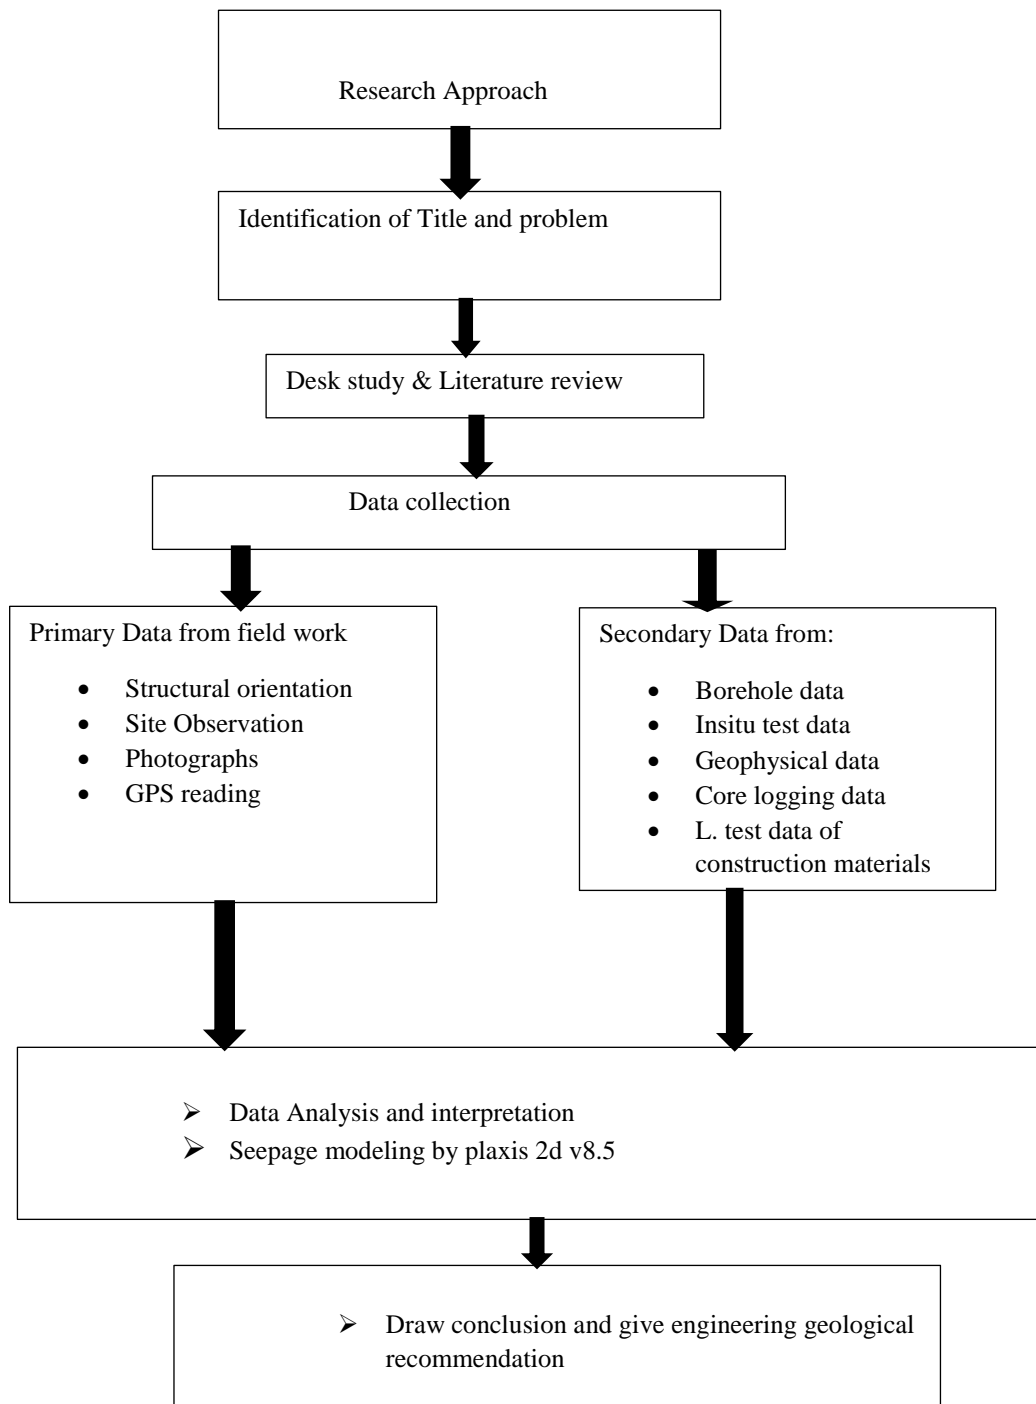 Research Approach
Identification of Title and problem
Desk study & Literature review
Data collection
Primary Data from field work
• Structural orientation
• Site Observation
• Photographs
• GPS reading
Secondary Data from:
• Borehole data
• Insitu test data
• Geophysical data
• Core logging data
• L. test data of
construction materials
➢ Data Analysis and interpretation
➢ Seepage modeling by plaxis 2d v8.5
➢ Draw conclusion and give engineering geological
recommendation